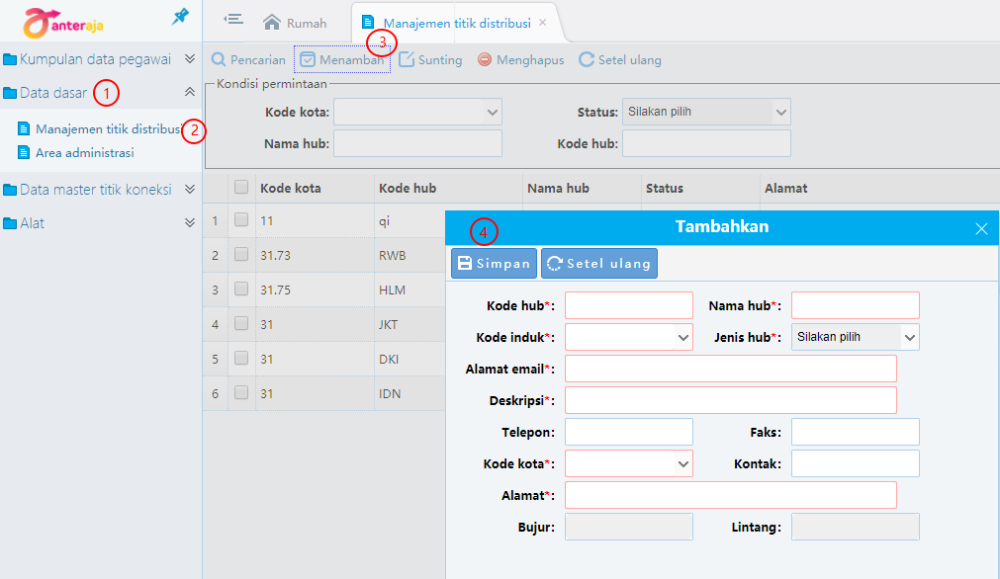 anteraja
Rumah
Manajemen titik distribusi ×
3
Kumpulan data pegawai
Data dasar 1
Manajemen titik distribusi 2
Area administrasi
Data master titik koneksi
Alat
Pencarian Menambah Sunting Menghapus Setel ulang
Kondisi permintaan
Kode kota: Status: Silakan pilih
Nama hub: Kode hub:
Kode kota Kode hub Nama hub Status Alamat
1 11 qi
2 31.73 RWB
3 31.75 HLM
4 31 JKT
5 31 DKI
6 31 IDN
Tambahkan
4
Simpan Setel ulang
Kode hub*: Nama hub*:
Kode induk*: Jenis hub*: Silakan pilih
Alamat email*:
Deskripsi*:
Telepon: Faks:
Kode kota*: Kontak:
Alamat*:
Bujur: Lintang: